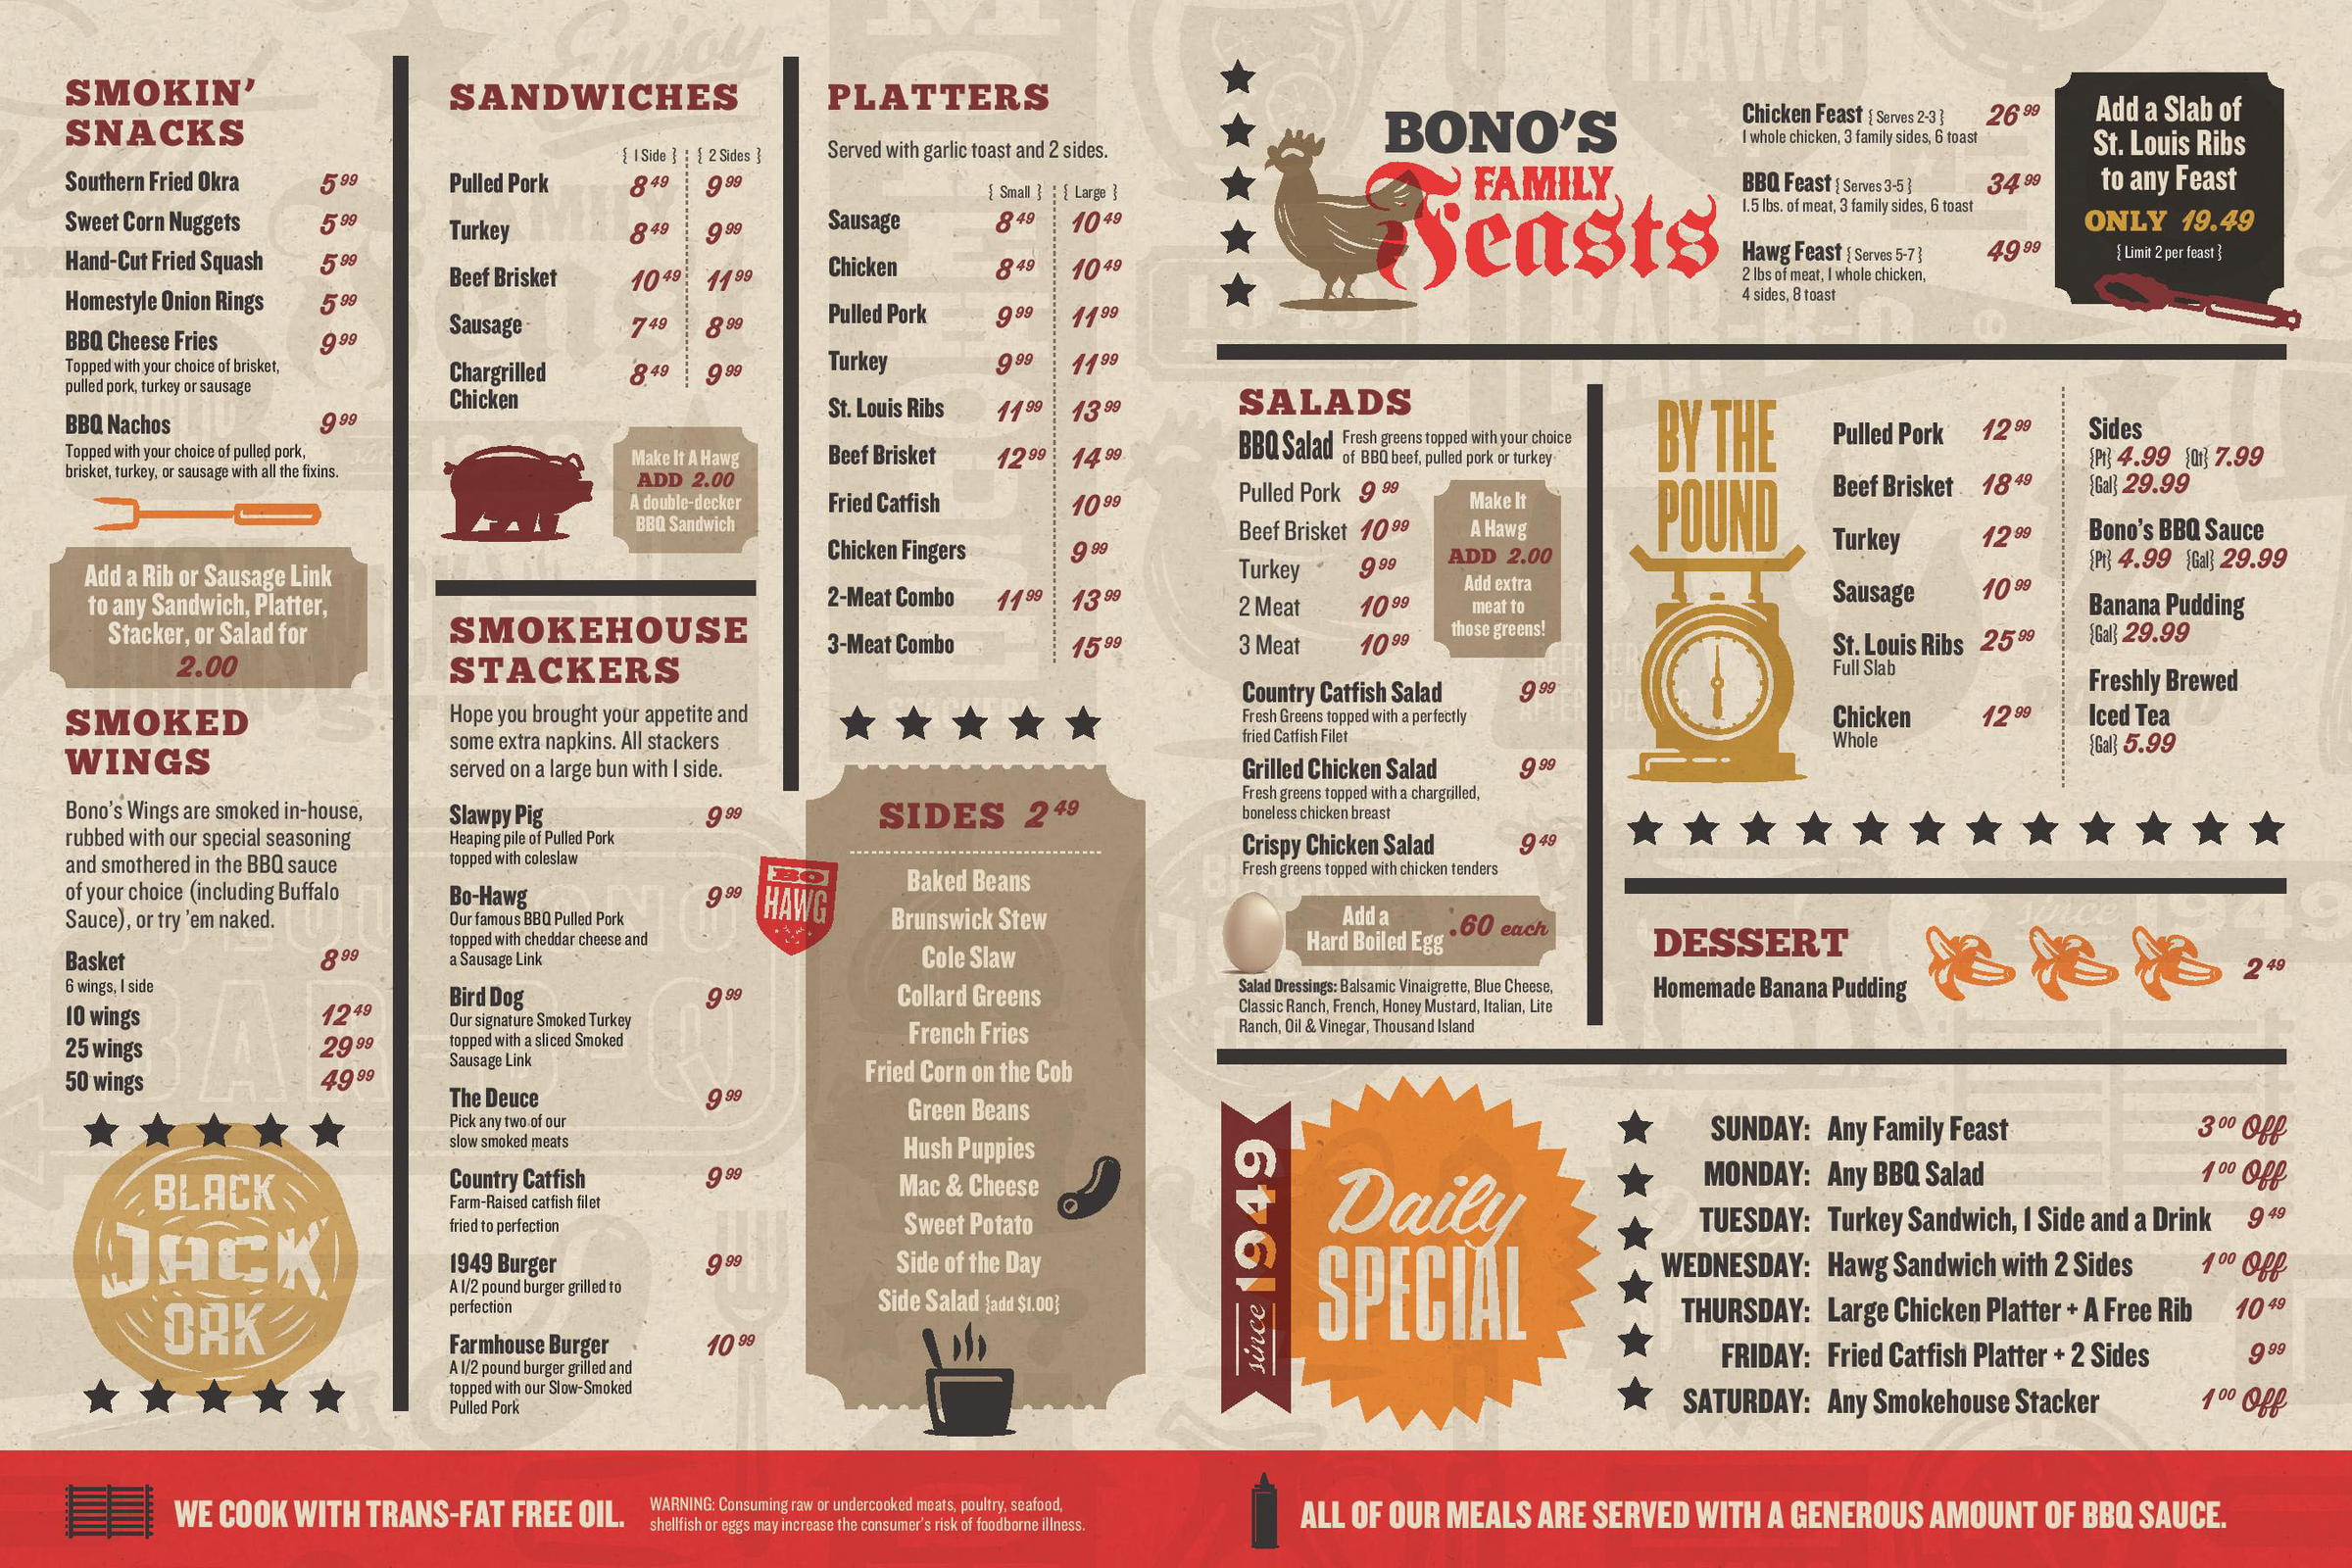 SMOKIN'
SNACKS
Southern Fried Okra 5 99
Sweet Corn Nuggets 5 99
Hand-Cut Fried Squash 5 99
Homestyle Onion Rings 5 99
BBQ Cheese Fries 9 99
Topped with your choice of brisket,
pulled pork, turkey or sausage
BBQ Nachos 9 99
Topped with your choice of pulled pork,
brisket, turkey, or sausage with all the fixins.
Add a Rib or Sausage Link
to any Sandwich, Platter,
Stacker, or Salad for
2.00
SMOKED
WINGS
Bono's Wings are smoked in-house,
rubbed with our special seasoning
and smothered in the BBQ sauce
of your choice (including Buffalo
Sauce), or try 'em naked.
Basket 8 99
6 wings, 1 side
10 wings 12 49
25 wings 29 99
50 wings 49 99
BLACK
JACK
OAK
SANDWICHES
{ 1 Side } { 2 Sides }
Pulled Pork 8 49 9 99
Turkey 8 49 9 99
Beef Brisket 10 49 11 99
Sausage 7 49 8 99
Chargrilled 8 49 9 99
Chicken
Make It A Hawg
ADD 2.00
A double-decker
BBQ Sandwich
SMOKEHOUSE
STACKERS
Hope you brought your appetite and
some extra napkins. All stackers
served on a large bun with 1 side.
Slawpy Pig 9 99
Heaping pile of Pulled Pork
topped with coleslaw
Bo-Hawg 9 99
Our famous BBQ Pulled Pork
topped with cheddar cheese and
a Sausage Link
BO
HAWG
Bird Dog 9 99
Our signature Smoked Turkey
topped with a sliced Smoked
Sausage Link
The Deuce 9 99
Pick any two of our
slow smoked meats
Country Catfish 9 99
Farm-Raised catfish filet
fried to perfection
1949 Burger 9 99
A 1/2 pound burger grilled to
perfection
Farmhouse Burger 10 99
A 1/2 pound burger grilled and
topped with our Slow-Smoked
Pulled Pork
PLATTERS
Served with garlic toast and 2 sides.
{ Small } { Large }
Sausage 8 49 10 49
Chicken 8 49 10 49
Pulled Pork 9 99 11 99
Turkey 9 99 11 99
St. Louis Ribs 11 99 13 99
Beef Brisket 12 99 14 99
Fried Catfish 10 99
Chicken Fingers 9 99
2-Meat Combo 11 99 13 99
3-Meat Combo 15 99
SIDES 2 49
Baked Beans
Brunswick Stew
Cole Slaw
Collard Greens
French Fries
Fried Corn on the Cob
Green Beans
Hush Puppies
Mac & Cheese
Sweet Potato
Side of the Day
Side Salad {add $1.00}
BONO'S
FAMILY
Feasts
Chicken Feast { Serves 2-3 } 26 99
1 whole chicken, 3 family sides, 6 toast
BBQ Feast { Serves 3-5 } 34 99
1.5 lbs. of meat, 3 family sides, 6 toast
Hawg Feast { Serves 5-7 } 49 99
2 lbs of meat, 1 whole chicken,
4 sides, 8 toast
Add a Slab of
St. Louis Ribs
to any Feast
ONLY 19.49
{ Limit 2 per feast }
SALADS
BBQ Salad Fresh greens topped with your choice
of BBQ beef, pulled pork or turkey
Pulled Pork 9 99
Beef Brisket 10 99
Turkey 9 99
2 Meat 10 99
3 Meat 10 99
Make It
A Hawg
ADD 2.00
Add extra
meat to
those greens!
Country Catfish Salad 9 99
Fresh Greens topped with a perfectly
fried Catfish Filet
Grilled Chicken Salad 9 99
Fresh greens topped with a chargrilled,
boneless chicken breast
Crispy Chicken Salad 9 49
Fresh greens topped with chicken tenders
Add a
Hard Boiled Egg .60 each
Salad Dressings: Balsamic Vinaigrette, Blue Cheese,
Classic Ranch, French, Honey Mustard, Italian, Lite
Ranch, Oil & Vinegar, Thousand Island
BY THE
POUND
Pulled Pork 12 99
Beef Brisket 18 49
Turkey 12 99
Sausage 10 99
St. Louis Ribs 25 99
Full Slab
Chicken 12 99
Whole
Sides
{Pt} 4.99 {Qt} 7.99
{Gal} 29.99
Bono's BBQ Sauce
{Pt} 4.99 {Gal} 29.99
Banana Pudding
{Gal} 29.99
Freshly Brewed
Iced Tea
{Gal} 5.99
DESSERT
Homemade Banana Pudding 2 49
since 1949
Daily
SPECIAL
SUNDAY: Any Family Feast 3 00 Off
MONDAY: Any BBQ Salad 1 00 Off
TUESDAY: Turkey Sandwich, 1 Side and a Drink 9 49
WEDNESDAY: Hawg Sandwich with 2 Sides 1 00 Off
THURSDAY: Large Chicken Platter + A Free Rib 10 49
FRIDAY: Fried Catfish Platter + 2 Sides 9 99
SATURDAY: Any Smokehouse Stacker 1 00 Off
WE COOK WITH TRANS-FAT FREE OIL.
WARNING: Consuming raw or undercooked meats, poultry, seafood,
shellfish or eggs may increase the consumer's risk of foodborne illness.
ALL OF OUR MEALS ARE SERVED WITH A GENEROUS AMOUNT OF BBQ SAUCE.